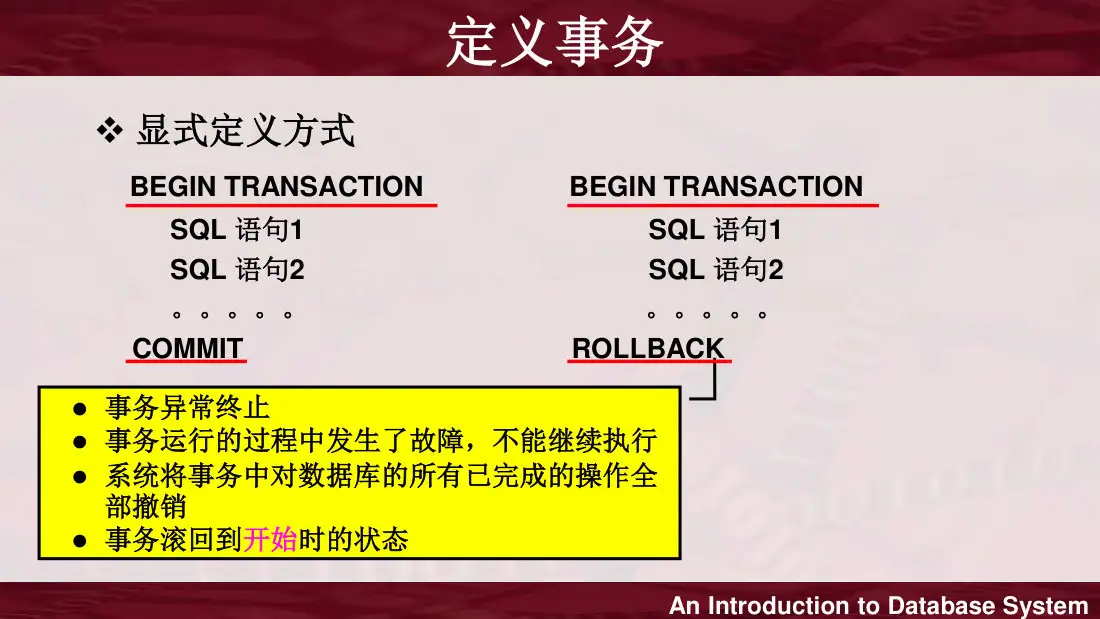 定义事务
❖ 显式定义方式
BEGIN TRANSACTION
SQL 语句1
SQL 语句2
。。。。。
COMMIT
BEGIN TRANSACTION
SQL 语句1
SQL 语句2
。。。。。
ROLLBACK
● 事务异常终止
● 事务运行的过程中发生了故障，不能继续执行
● 系统将事务中对数据库的所有已完成的操作全
部撤销
● 事务滚回到开始时的状态
An Introduction to Database System